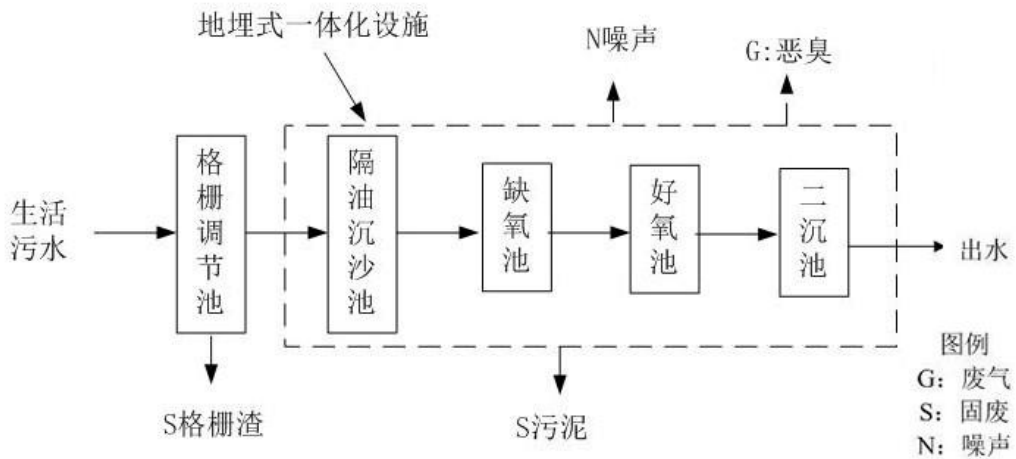 地埋式一体化设施
N噪声
G:恶臭
生活
污水
格栅调节池
隔油沉沙池
缺氧池
好氧池
二沉池
出水
S格栅渣
S污泥
图例
G：废气
S：固废
N：噪声